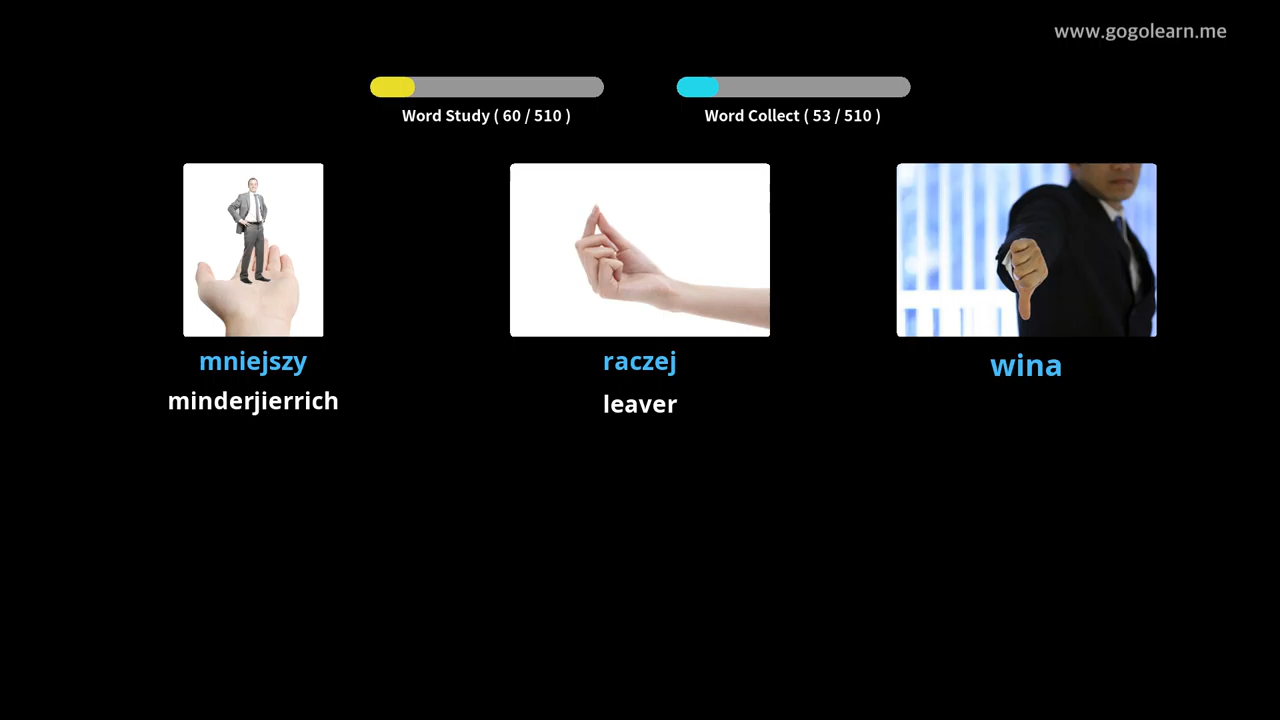 www.gogolearn.me
Word Study ( 60 / 510 )
Word Collect ( 53 / 510 )
mniejszy
raczej
wina
minderjierrich
leaver